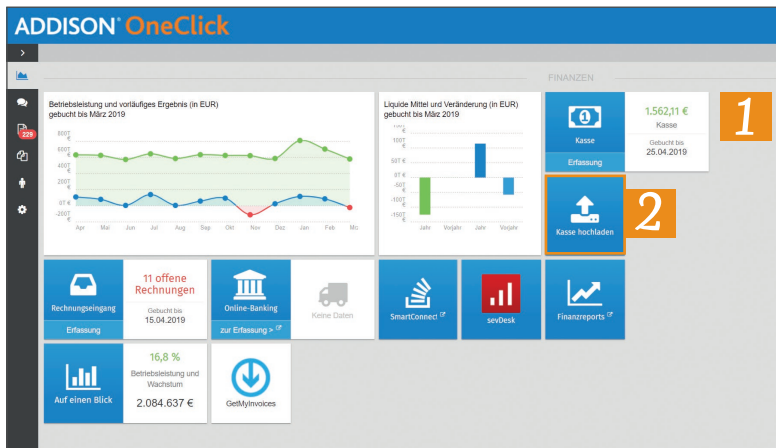 ADDISON® OneClick
FINANZEN
229
Betriebsleistung und vorläufiges Ergebnis (in EUR)
gebucht bis März 2019
800T
€
600T
€
400T
€
200T
€
0T €
-200T
€
Apr Mai Jun Jul Aug Sep Okt Nov Dez Jan Feb
Liquide Mittel und Veränderung (in EUR)
gebucht bis März 2019
€
100T
€
50T €
0T €
-50T
€
-100T
€
-150T
€
Jahr Vorjahr Jahr Vorjahr
Kasse
Erfassung
1.562,11 €
Kasse
Gebucht bis
25.04.2019
1
Kasse hochladen
2
Rechnungseingang
Erfassung
11 offene
Rechnungen
Gebucht bis
15.04.2019
Online-Banking
zur Erfassung >
Keine Daten
SmartConnect
sevDesk
Finanzreports
Auf einen Blick
16,8 %
Betriebsleistung und
Wachstum
2.084.637 €
GetMyInvoices